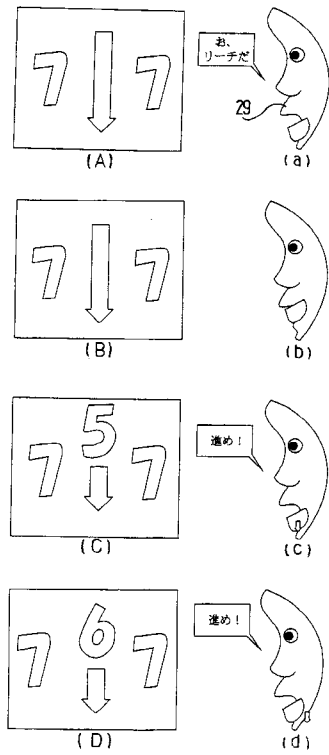 7 7
お、
リーチだ
29
(A) (a)
7 7
(B) (b)
5
7 7
進め！
(C) (c)
6
7 7
進め！
(D) (d)